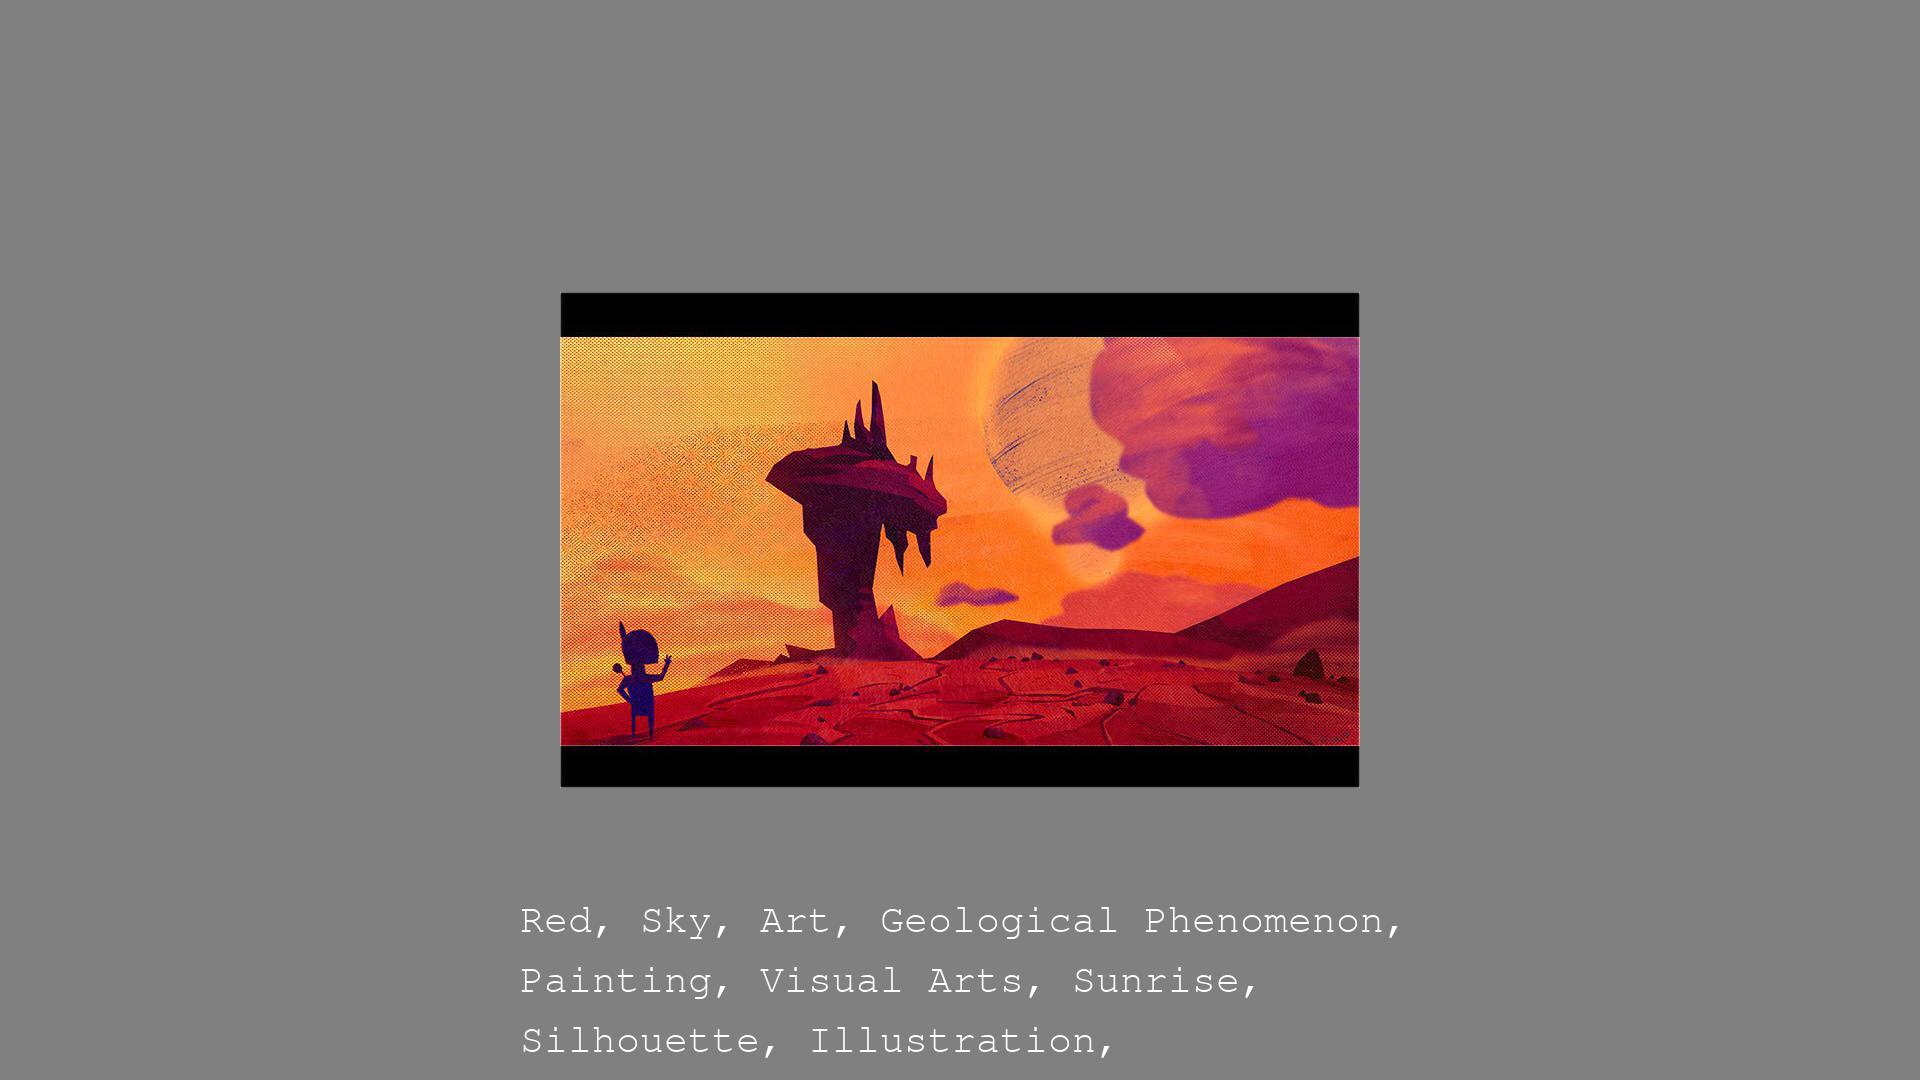 Red, Sky, Art, Geological Phenomenon,
Painting, Visual Arts, Sunrise,
Silhouette, Illustration,